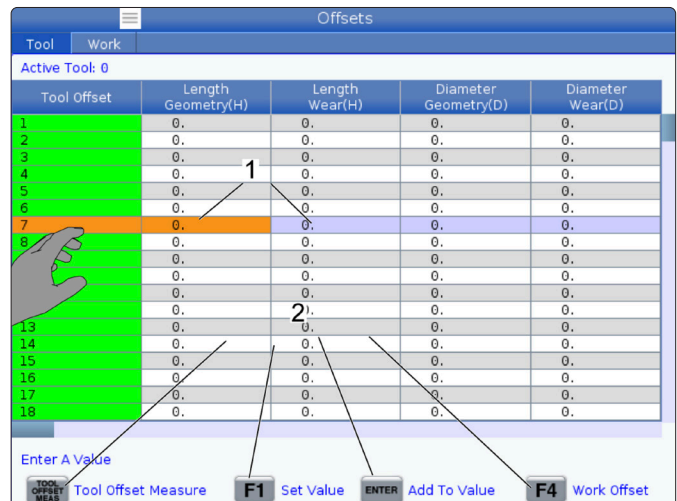 Offsets
Tool Work
Active Tool: 0
Tool Offset Length Geometry(H) Length Wear(H) Diameter Geometry(D) Diameter Wear(D)
1 0. 0. 0. 0.
2 0. 0. 0. 0.
3 0. 0. 0. 0.
4 0. 0. 0. 0.
1
5 0. 0. 0. 0.
6 0. 0. 0. 0.
7 0. 0. 0. 0.
8 0. 0. 0. 0.
0. 0. 0. 0.
0. 0. 0. 0.
0. 0. 0. 0.
0. 0. 0.
2
13 0. 0. 0. 0.
14 0. 0. 0. 0.
15 0. 0. 0. 0.
16 0. 0. 0. 0.
17 0. 0. 0. 0.
18 0. 0. 0. 0.
Enter A Value
TOOL OFFSET MEAS Tool Offset Measure F1 Set Value ENTER Add To Value F4 Work Offset